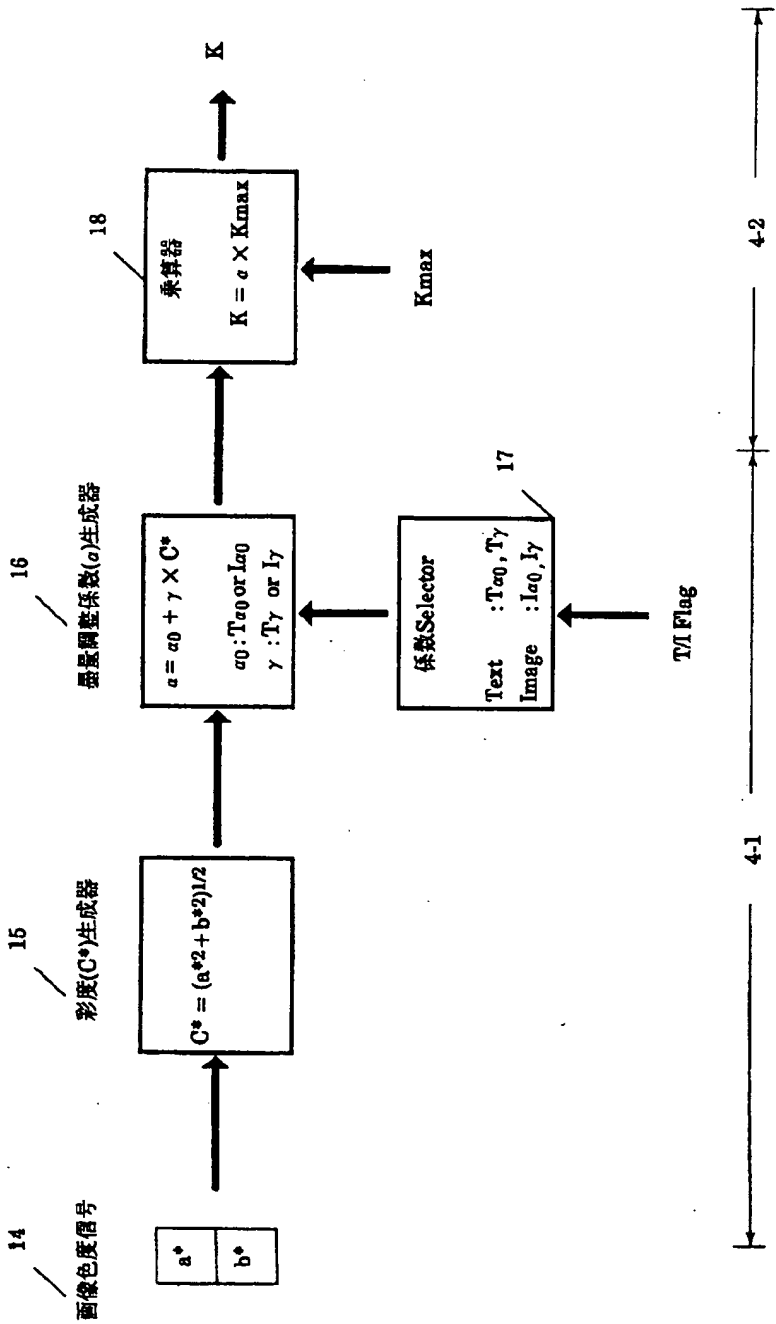 14
画像色度信号
a*
b*
15
彩度(C*)生成器
C* = (a*2+b*2)1/2
16
墨量調整係数(α)生成器
α = α0 + γ × C*
α0 : Tα0 or Iα0
γ : Tγ or Iγ
17
係数Selector
Text :Tα0, Tγ
Image :Iα0, Iγ
T/I Flag
18
乗算器
K = α × Kmax
Kmax
K
4-1
4-2